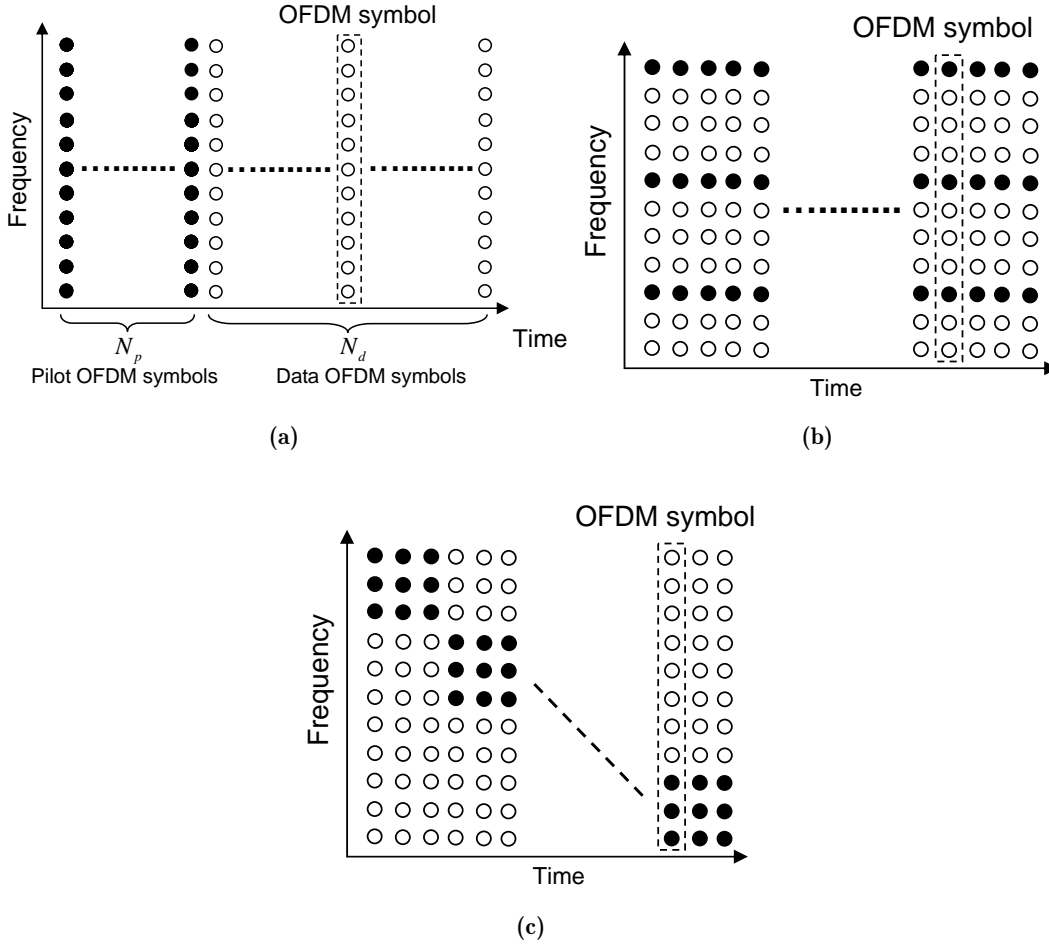 OFDM symbol
Frequency
Time
N_p
N_d
Pilot OFDM symbols
Data OFDM symbols
(a)
OFDM symbol
Frequency
Time
(b)
OFDM symbol
Frequency
Time
(c)